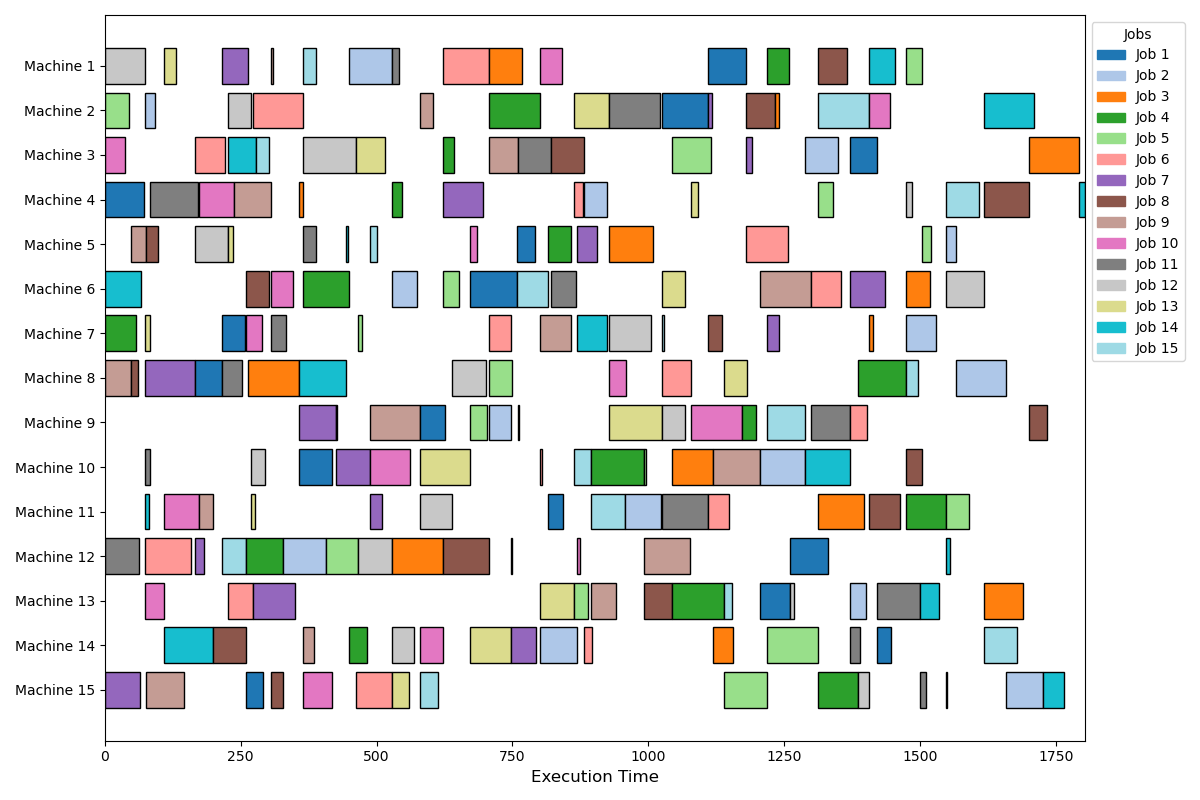 Jobs
Job 1
Job 2
Job 3
Job 4
Job 5
Job 6
Job 7
Job 8
Job 9
Job 10
Job 11
Job 12
Job 13
Job 14
Job 15
Machine 1
Machine 2
Machine 3
Machine 4
Machine 5
Machine 6
Machine 7
Machine 8
Machine 9
Machine 10
Machine 11
Machine 12
Machine 13
Machine 14
Machine 15
0 250 500 750 1000 1250 1500 1750
Execution Time